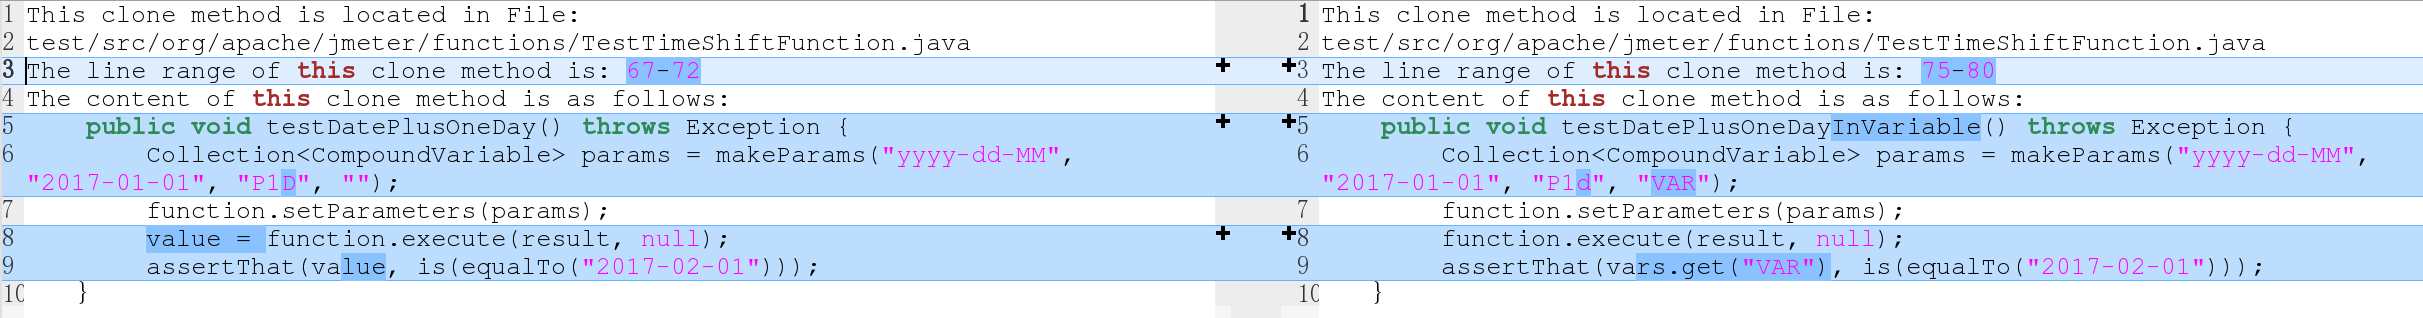 1 This clone method is located in File:
2 test/src/org/apache/jmeter/functions/TestTimeShiftFunction.java
3 The line range of this clone method is: 67-72
4 The content of this clone method is as follows:
5     public void testDatePlusOneDay() throws Exception {
6         Collection<CompoundVariable> params = makeParams("yyyy-dd-MM",
"2017-01-01", "P1D", "");
7         function.setParameters(params);
8         value = function.execute(result, null);
9         assertThat(value, is(equalTo("2017-02-01")));
10    }
1 This clone method is located in File:
2 test/src/org/apache/jmeter/functions/TestTimeShiftFunction.java
3 The line range of this clone method is: 75-80
4 The content of this clone method is as follows:
5     public void testDatePlusOneDayInVariable() throws Exception {
6         Collection<CompoundVariable> params = makeParams("yyyy-dd-MM",
"2017-01-01", "P1d", "VAR");
7         function.setParameters(params);
8         function.execute(result, null);
9         assertThat(vars.get("VAR"), is(equalTo("2017-02-01")));
10    }